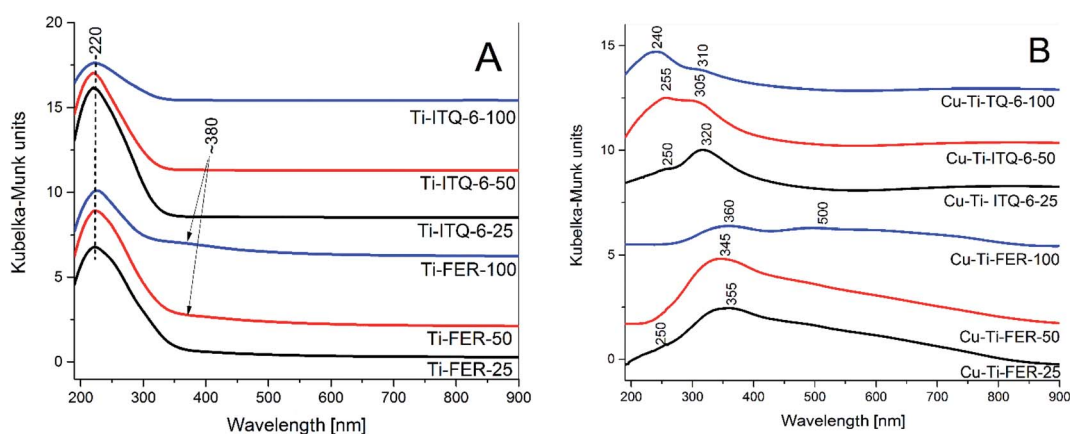 A
20
15
10
5
0
Kubelka-Munk units
220
~380
Ti-ITQ-6-100
Ti-ITQ-6-50
Ti-ITQ-6-25
Ti-FER-100
Ti-FER-50
Ti-FER-25
200 300 400 500 600 700 800 900
Wavelength [nm]
B
15
10
5
0
Kubelka-Munk units
240
310
Cu-Ti-TQ-6-100
255
305
Cu-Ti-ITQ-6-50
250
320
Cu-Ti- ITQ-6-25
360
500
Cu-Ti-FER-100
345
Cu-Ti-FER-50
250
355
Cu-Ti-FER-25
200 300 400 500 600 700 800 900
Wavelength [nm]